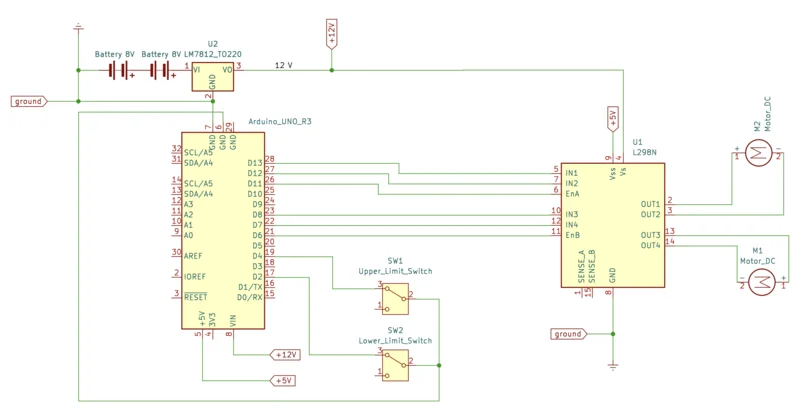 +12V
U2
Battery 8V Battery 8V LM7812_TO220
1 VI VO 3 12 V
GND
2
ground
Arduino_UNO_R3
7 6 29
GND GND GND
32 SCL/A5
31 SDA/A4
14 SCL/A5
13 SDA/A4
12 A3
11 A2
10 A1
9 A0
30 AREF
2 IOREF
3 RESET
D13 28
D12 27
D11 26
D10 25
D9 24
D8 23
D7 22
D6 21
D5 20
D4 19
D3 18
D2 17
D1/TX 16
D0/RX 15
+5V 3V3 VIN
5 4 8
+12V
+5V
SW1
Upper_Limit_Switch
3
2
1
SW2
Lower_Limit_Switch
3
2
1
+5V
U1
L298N
9 4
Vss Vs
5 IN1
7 IN2
6 EnA
10 IN3
12 IN4
11 EnB
OUT1 2
OUT2 3
OUT3 13
OUT4 14
SENSE_A SENSE_B GND
1 15 8
ground
M2
Motor_DC
+ -
1 M 2
M1
Motor_DC
- +
2 M 1